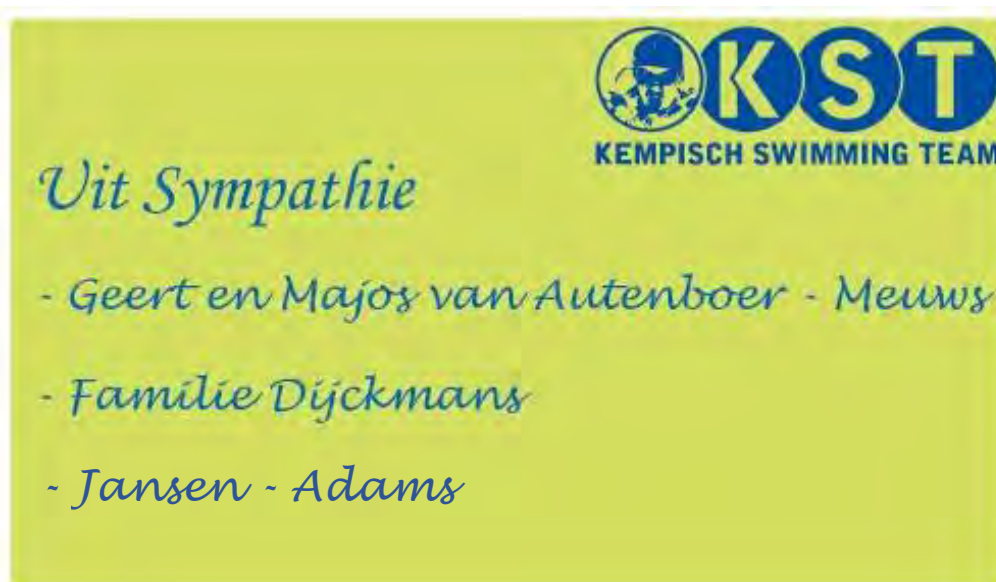 KST
KEMPISCH SWIMMING TEAM
Uit Sympathie
- Geert en Majos van Autenboer - Meuws
- Familie Dijckmans
- Jansen - Adams